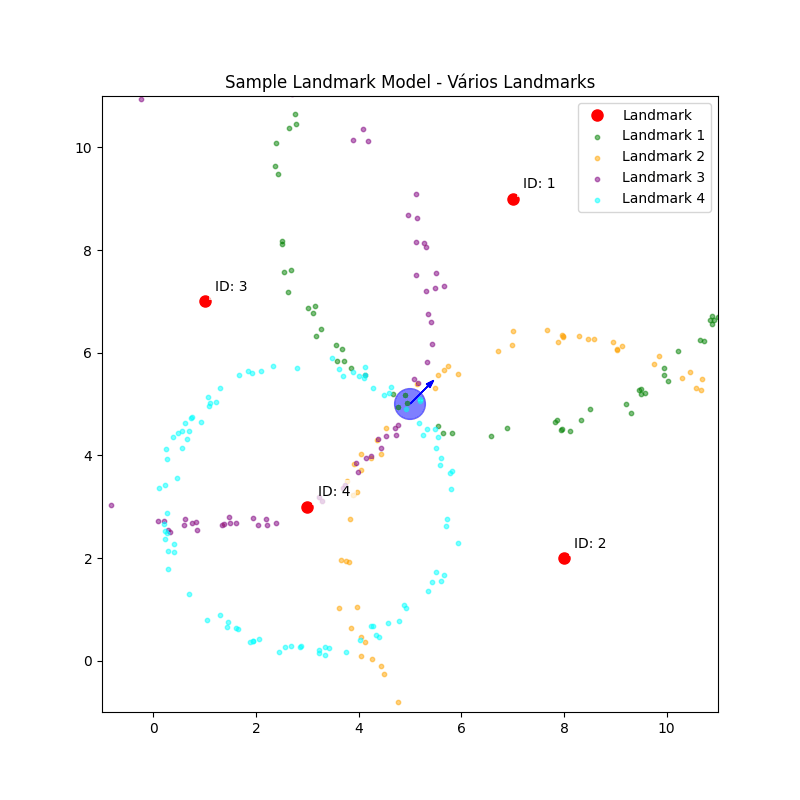 Sample Landmark Model - Vários Landmarks
Landmark
Landmark 1
Landmark 2
Landmark 3
Landmark 4
ID: 1
ID: 3
ID: 4
ID: 2
10
8
6
4
2
0
0 2 4 6 8 10